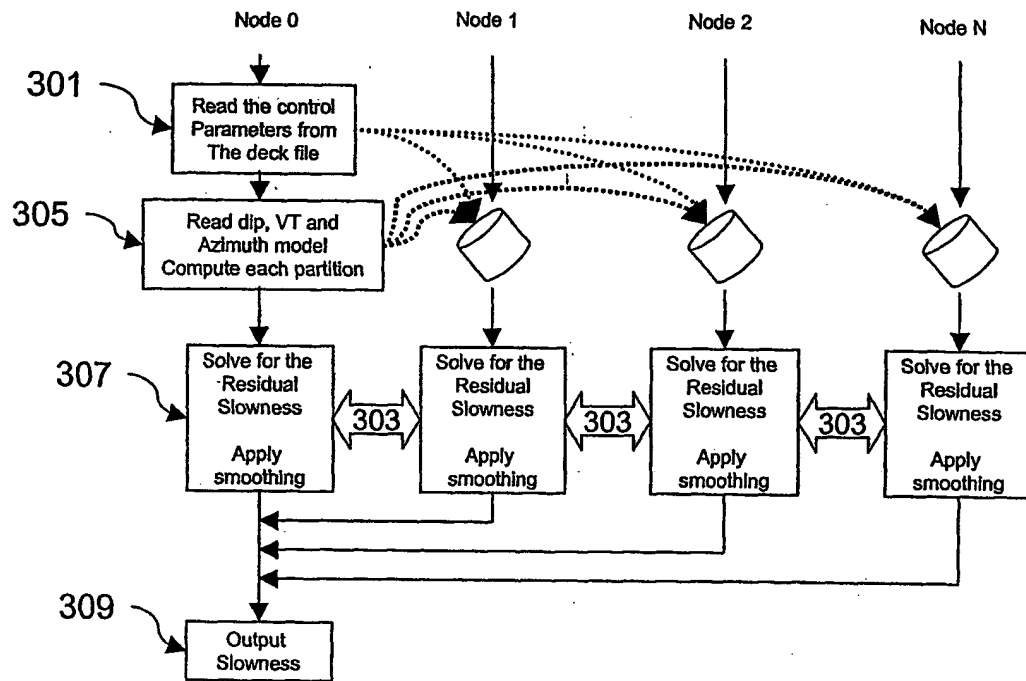 Node 0
Node 1
Node 2
Node N
301
Read the control
Parameters from
The deck file
305
Read dip, VT and
Azimuth model
Compute each partition
307
Solve for the
Residual
Slowness
Apply
smoothing
303
Solve for the
Residual
Slowness
Apply
smoothing
303
Solve for the
Residual
Slowness
Apply
smoothing
303
Solve for the
Residual
Slowness
Apply
smoothing
309
Output
Slowness